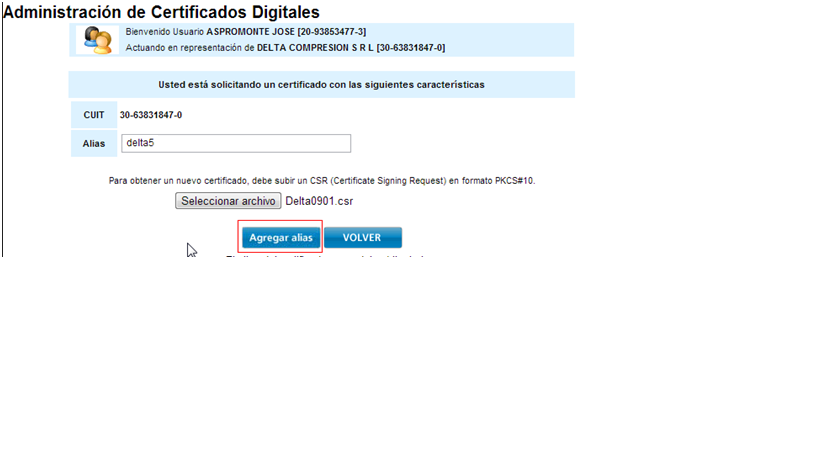 Administración de Certificados Digitales
Bienvenido Usuario ASPROMONTE JOSE [20-93853477-3]
Actuando en representación de DELTA COMPRESION S R L [30-63831847-0]
Usted está solicitando un certificado con las siguientes características
CUIT 30-63831847-0
Alias delta5
Para obtener un nuevo certificado, debe subir un CSR (Certificate Signing Request) en formato PKCS#10.
Seleccionar archivo Delta0901.csr
Agregar alias VOLVER